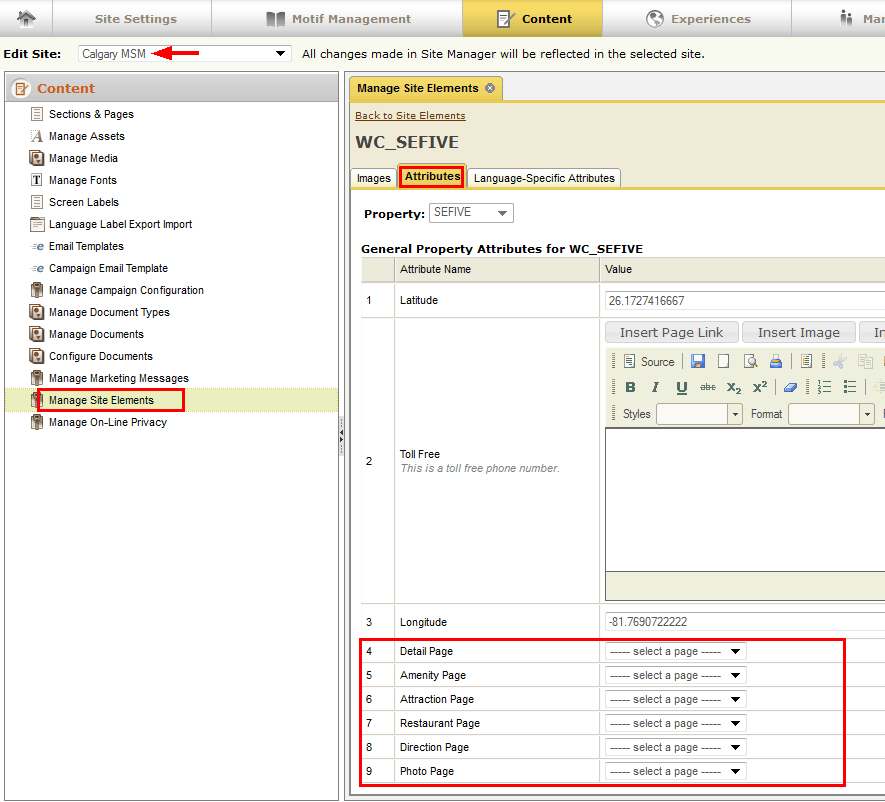 Site Settings Motif Management Content Experiences Ma
Edit Site: Calgary MSM All changes made in Site Manager will be reflected in the selected site.
Content
Sections & Pages
Manage Assets
Manage Media
Manage Fonts
Screen Labels
Language Label Export Import
Email Templates
Campaign Email Template
Manage Campaign Configuration
Manage Document Types
Manage Documents
Configure Documents
Manage Marketing Messages
Manage Site Elements
Manage On-Line Privacy
Manage Site Elements
Back to Site Elements
WC_SEFIVE
Images Attributes Language-Specific Attributes
Property: SEFIVE
General Property Attributes for WC_SEFIVE
Attribute Name Value
1 Latitude 26.1727416667
Insert Page Link Insert Image In
Source
B I U abc X2 X2
Styles Format F
2 Toll Free
This is a toll free phone number.
3 Longitude -81.7690722222
4 Detail Page ----- select a page -----
5 Amenity Page ----- select a page -----
6 Attraction Page ----- select a page -----
7 Restaurant Page ----- select a page -----
8 Direction Page ----- select a page -----
9 Photo Page ----- select a page -----